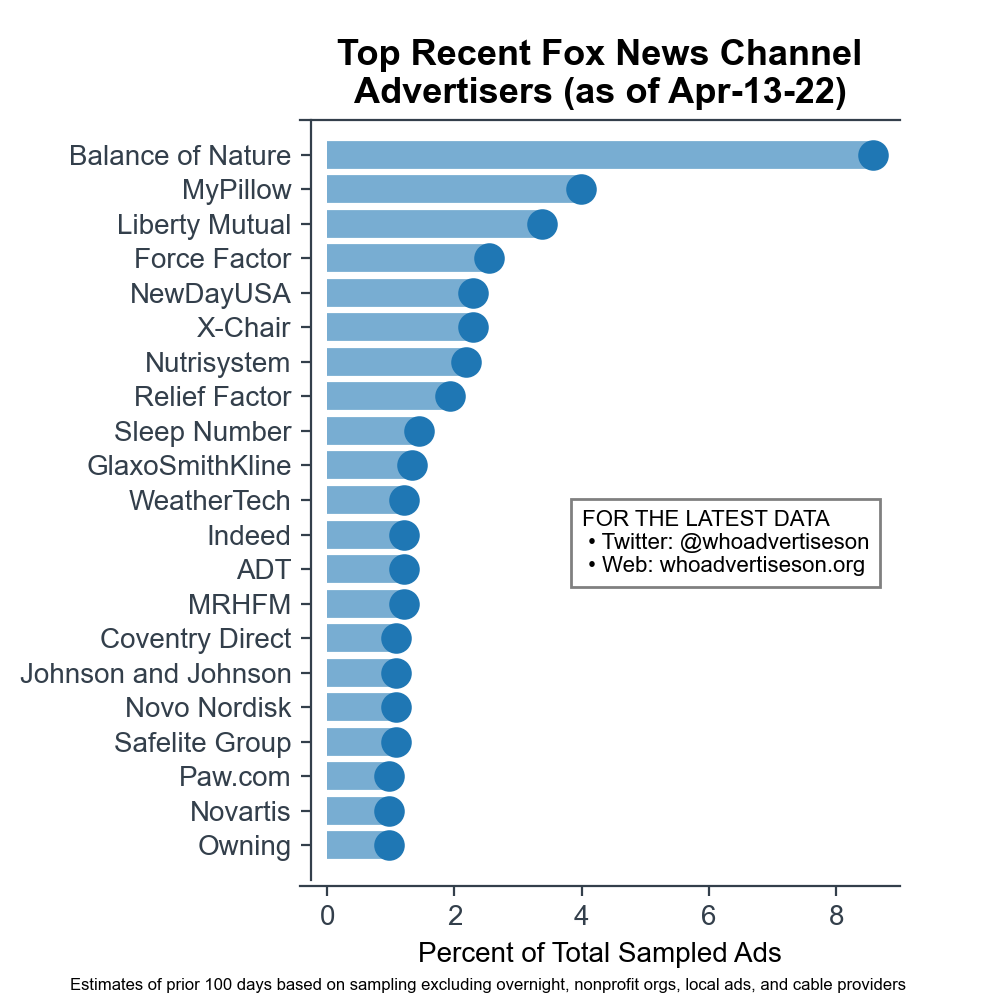 Top Recent Fox News Channel
Advertisers (as of Apr-13-22)
Balance of Nature
MyPillow
Liberty Mutual
Force Factor
NewDayUSA
X-Chair
Nutrisystem
Relief Factor
Sleep Number
GlaxoSmithKline
WeatherTech
Indeed
ADT
MRHFM
Coventry Direct
Johnson and Johnson
Novo Nordisk
Safelite Group
Paw.com
Novartis
Owning
FOR THE LATEST DATA
• Twitter: @whoadvertiseson
• Web: whoadvertiseson.org
0 2 4 6 8
Percent of Total Sampled Ads
Estimates of prior 100 days based on sampling excluding overnight, nonprofit orgs, local ads, and cable providers